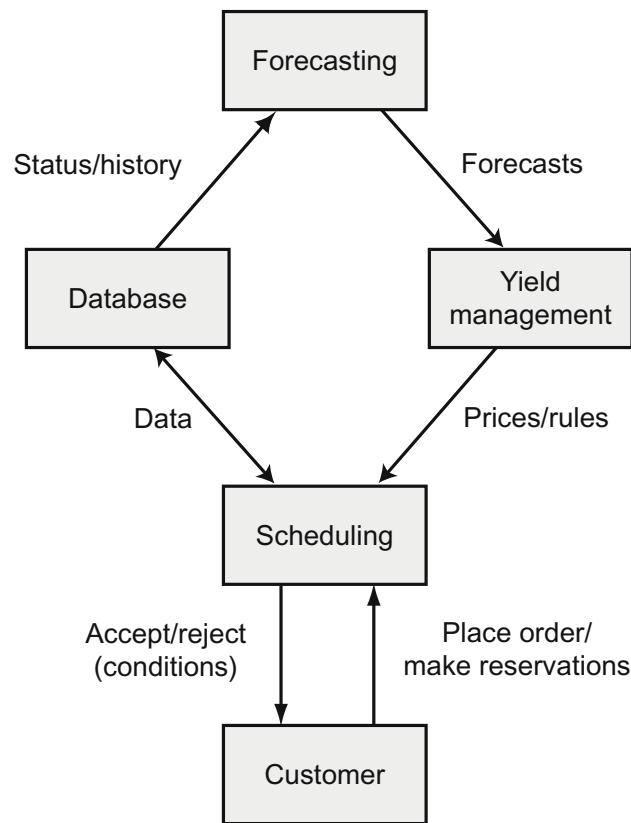 Forecasting
Status/history
Forecasts
Database
Yield
management
Data
Prices/rules
Scheduling
Accept/reject
(conditions)
Place order/
make reservations
Customer